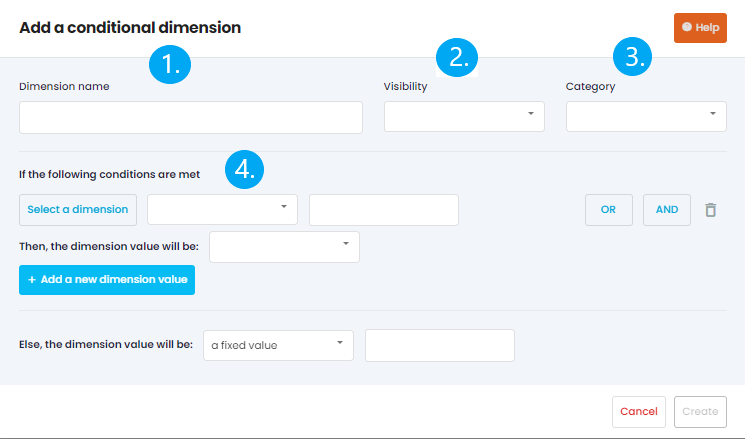 Add a conditional dimension
Help
1. 2. 3.
Dimension name Visibility Category
4.
If the following conditions are met
Select a dimension OR AND
Then, the dimension value will be:
+ Add a new dimension value
Else, the dimension value will be: a fixed value
Cancel Create